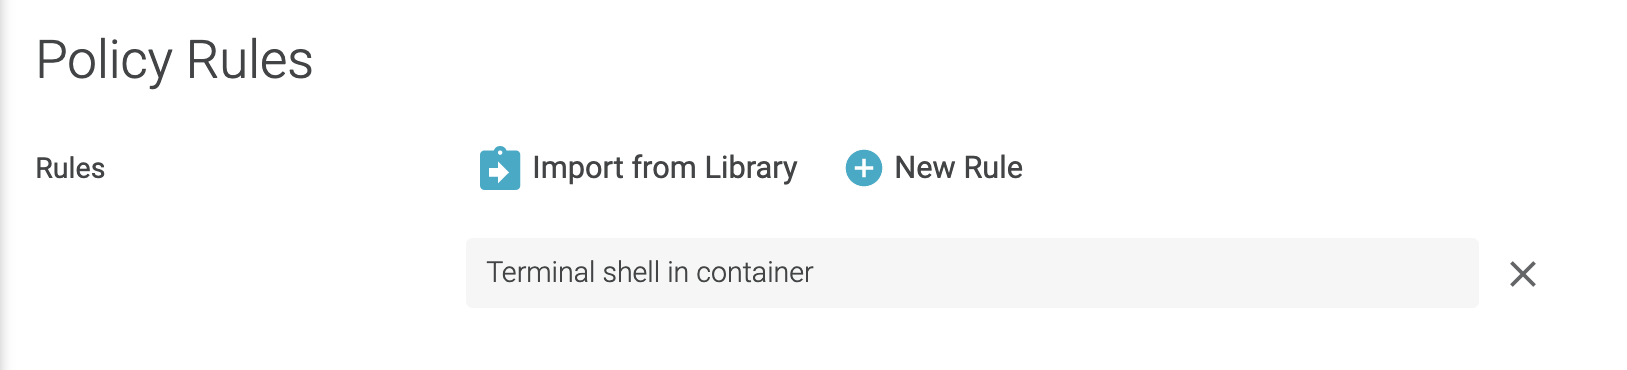 Policy Rules
Rules
Import from Library
New Rule
Terminal shell in container